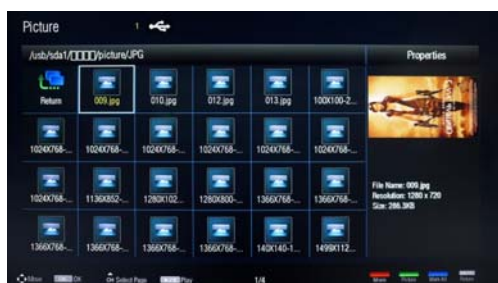 Picture 1
/usb/sda1/□□□□/picture/JPG Properties
Return 009.jpg 010.jpg 012.jpg 013.jpg 100X100-2...
1024X768-... 1024X768-... 1024X768-... 1024X768-... 1024X768-... 1024X768-...
1024X768-... 1136X852-... 1280X102... 1280X800-... 1366X768-... 1366X768-...
1366X768-... 1366X768-... 1366X768-... 1366X768-... 140X140-1... 1499X112...
File Name: 009.jpg
Resolution: 1280 x 720
Size: 286.3KB
Move OK CH Select Page Play 1/4